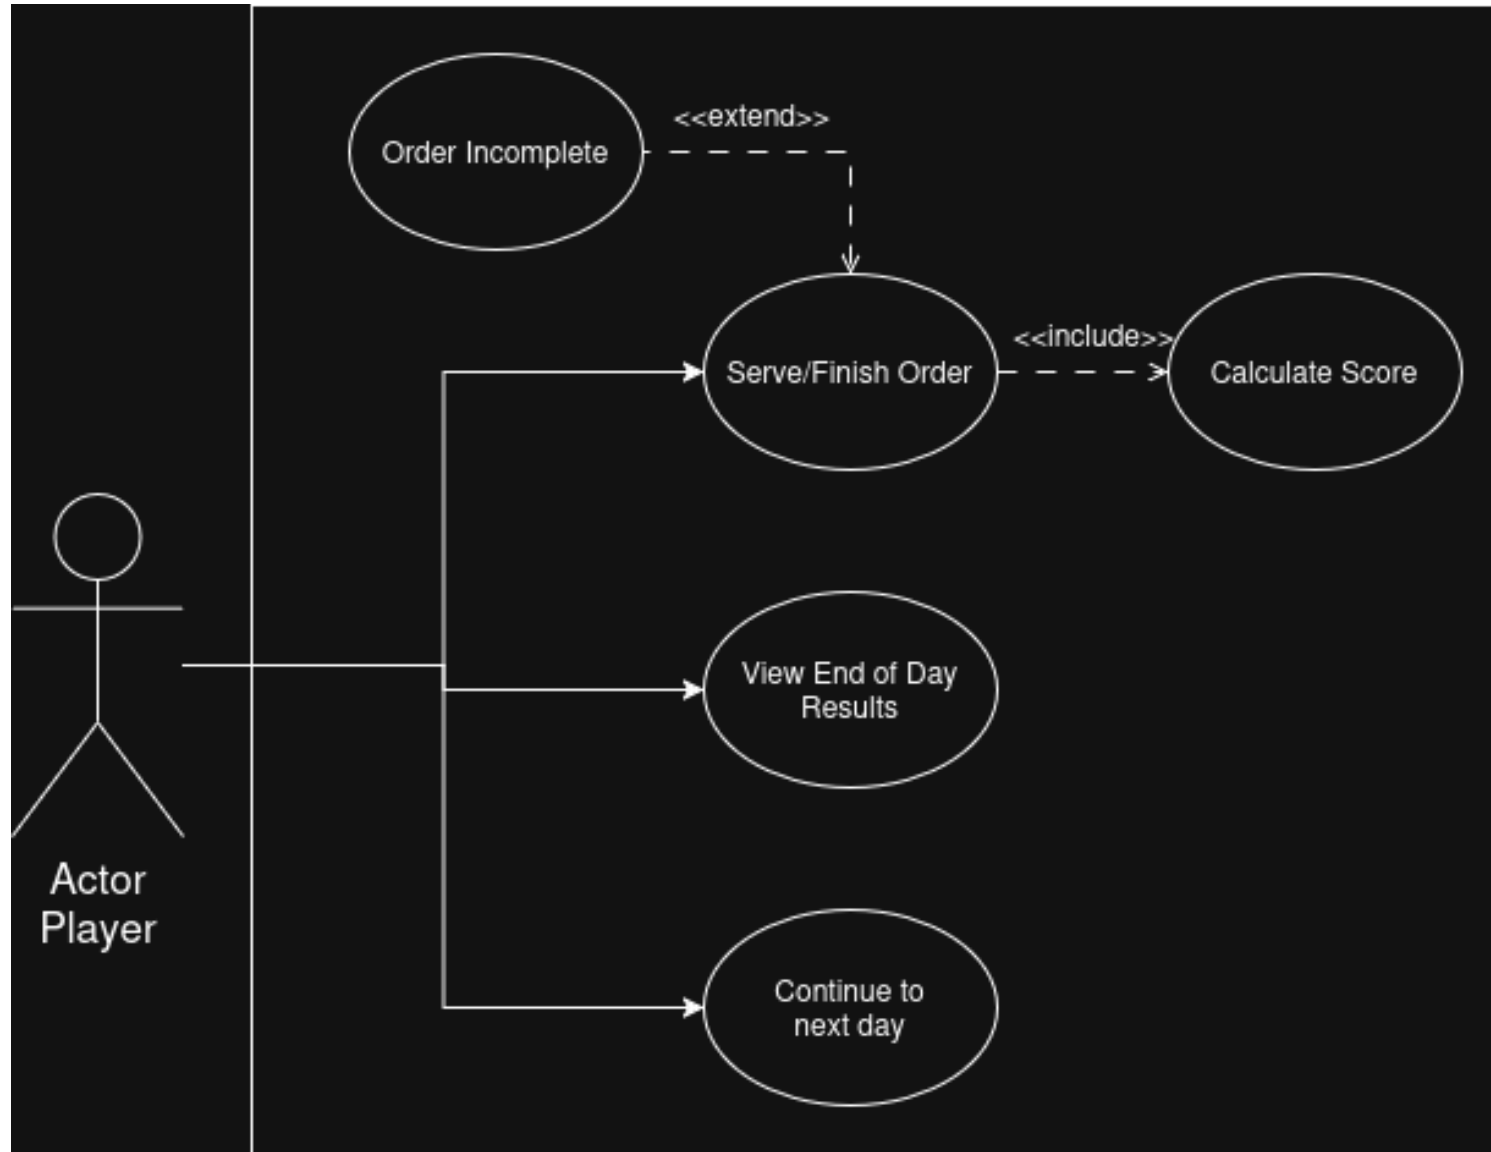 <<extend>>
Order Incomplete
<<include>>
Serve/Finish Order
Calculate Score
View End of Day
Results
Actor
Player
Continue to
next day